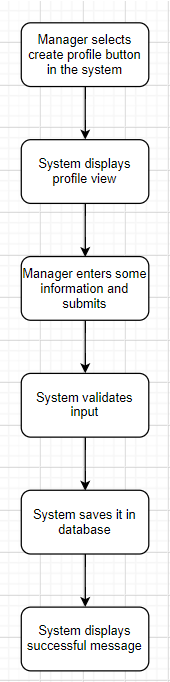 Manager selects
create profile button
in the system
System displays
profile view
Manager enters some
information and
submits
System validates
input
System saves it in
database
System displays
successful message